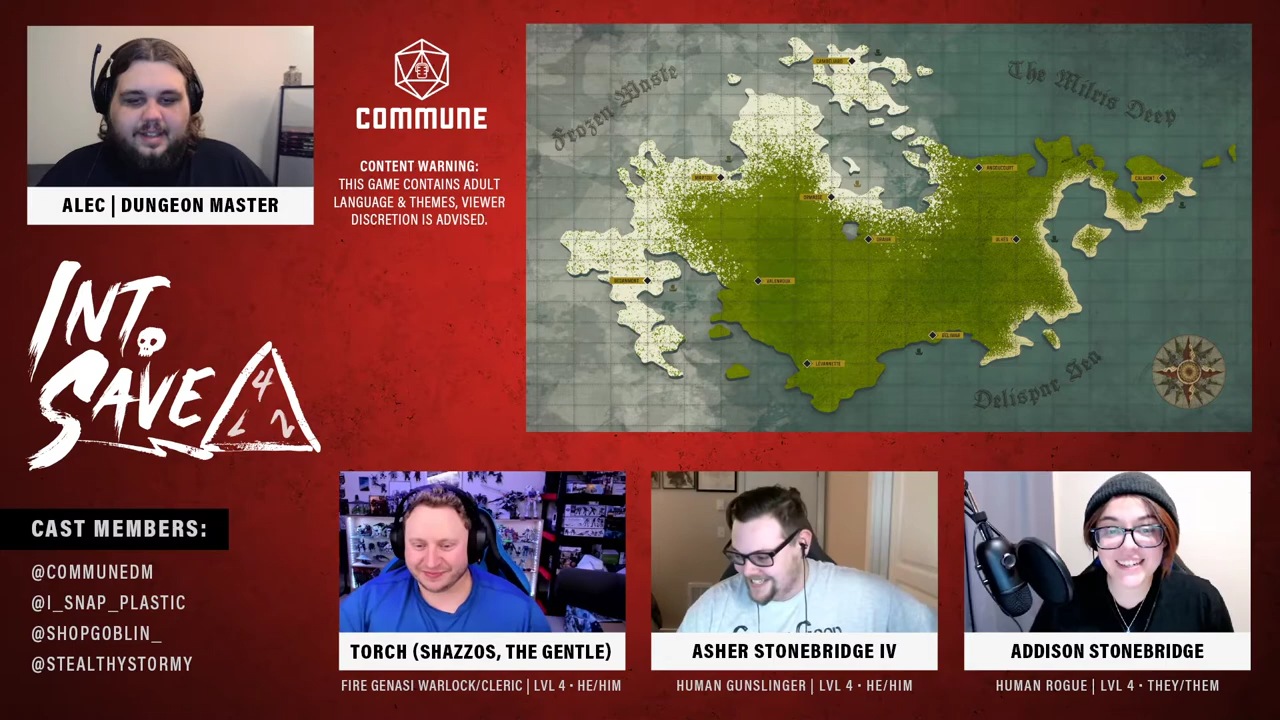 ALEC | DUNGEON MASTER
COMMUNE
CONTENT WARNING:
THIS GAME CONTAINS ADULT
LANGUAGE & THEMES, VIEWER
DISCRETION IS ADVISED.
Frozen Waste
The Milris Deep
Delispar Sea
INT.
SAVE
4
2
CAST MEMBERS:
@COMMUNEDM
@I_SNAP_PLASTIC
@SHOPGOBLIN_
@STEALTHYSTORMY
TORCH (SHAZZOS, THE GENTLE)
FIRE GENASI WARLOCK/CLERIC | LVL 4 • HE/HIM
ASHER STONEBRIDGE IV
HUMAN GUNSLINGER | LVL 4 • HE/HIM
ADDISON STONEBRIDGE
HUMAN ROGUE | LVL 4 • THEY/THEM